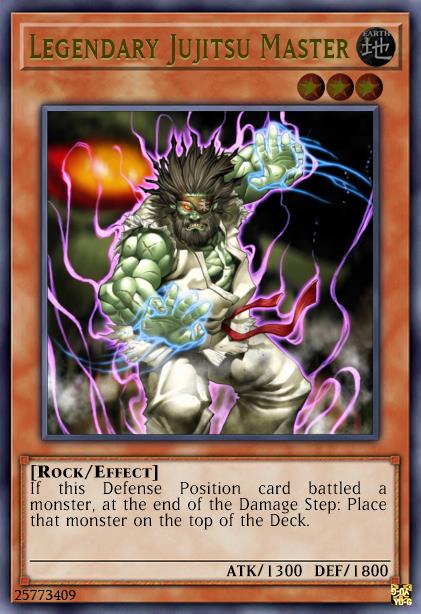 Legendary Jujitsu Master
EARTH
地
[Rock/Effect]
If this Defense Position card battled a
monster, at the end of the Damage Step: Place
that monster on the top of the Deck.
ATK/1300 DEF/1800
25773409